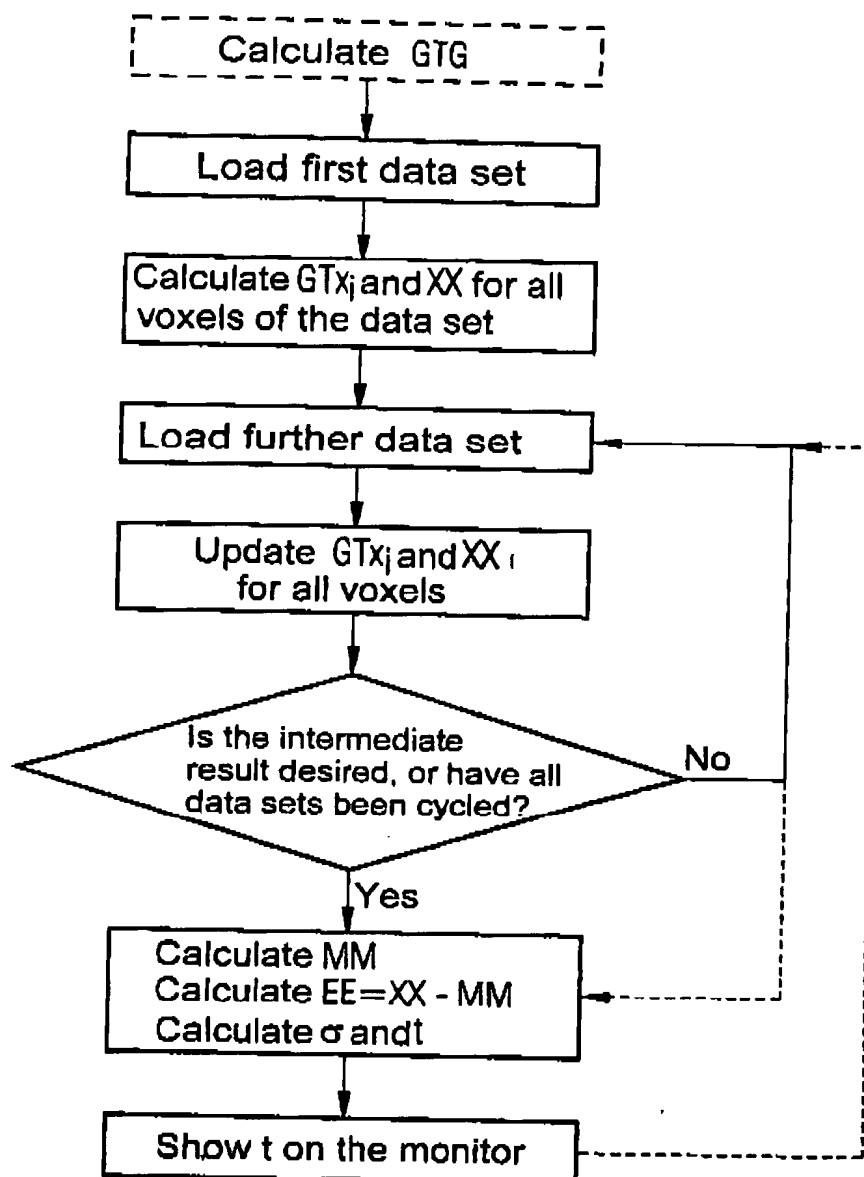 Calculate GTG
Load first data set
Calculate GTxj and XX for all
voxels of the data set
Load further data set
Update GTxj and XX
for all voxels
Is the intermediate
result desired, or have all
data sets been cycled?
No
Yes
Calculate MM
Calculate EE=XX - MM
Calculate σ andt
Show t on the monitor